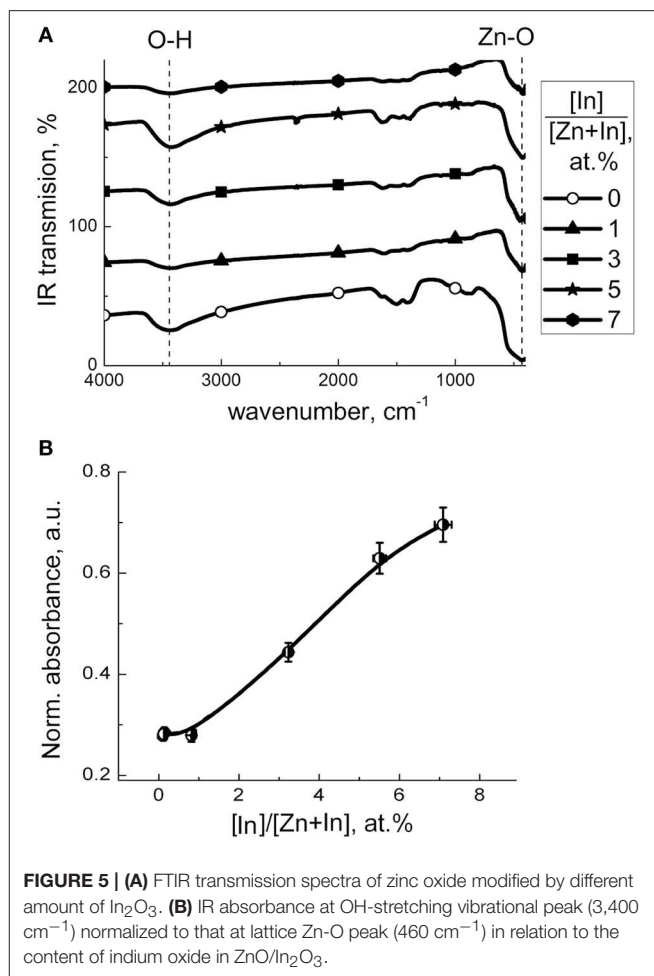 A
O-H
Zn-O
200
100
0
IR transmision, %
4000 3000 2000 1000
wavenumber, cm⁻¹
[In]
[Zn+In],
at.%
0
1
3
5
7
B
0.8
0.6
0.4
0.2
Norm. absorbance, a.u.
0 2 4 6 8
[In]/[Zn+In], at.%
FIGURE 5 | (A) FTIR transmission spectra of zinc oxide modified by different
amount of In₂O₃. (B) IR absorbance at OH-stretching vibrational peak (3,400
cm⁻¹) normalized to that at lattice Zn-O peak (460 cm⁻¹) in relation to the
content of indium oxide in ZnO/In₂O₃.